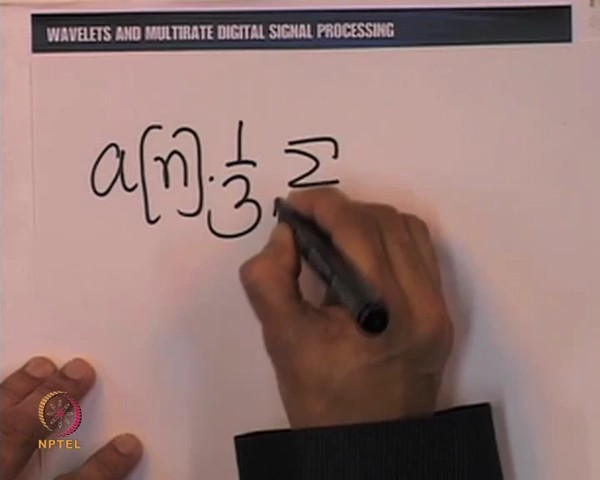 WAVELETS AND MULTIRATE DIGITAL SIGNAL PROCESSING
a[n]. 1/3 Σ
NPTEL